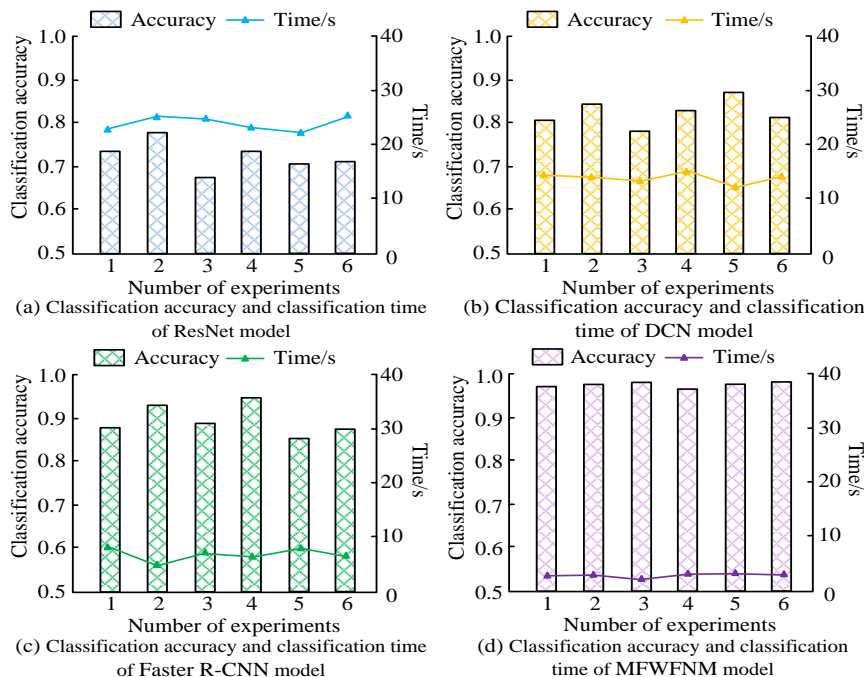 Accuracy Time/s
1.0
0.9
0.8
0.7
0.6
0.5
Classification accuracy
40
30
20
10
0
Time/s
1 2 3 4 5 6
Number of experiments
(a) Classification accuracy and classification time
of ResNet model
Accuracy Time/s
1.0
0.9
0.8
0.7
0.6
0.5
Classification accuracy
40
30
20
10
0
Time/s
1 2 3 4 5 6
Number of experiments
(b) Classification accuracy and classification
time of DCN model
Accuracy Time/s
1.0
0.9
0.8
0.7
0.6
0.5
Classification accuracy
40
30
20
10
0
Time/s
1 2 3 4 5 6
Number of experiments
(c) Classification accuracy and classification time
of Faster R-CNN model
Accuracy Time/s
1.0
0.9
0.8
0.7
0.6
0.5
Classification accuracy
40
30
20
10
0
Time/s
1 2 3 4 5 6
Number of experiments
(d) Classification accuracy and classification
time of MFWFNM model